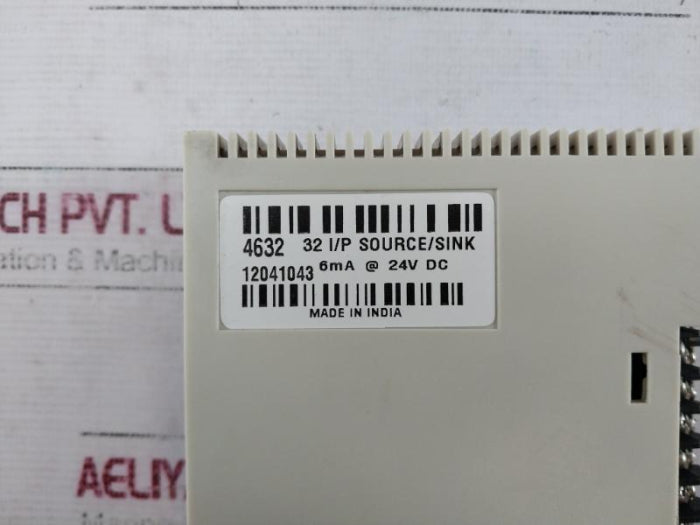 4632 32 I/P SOURCE/SINK
12041043 6mA @ 24V DC
MADE IN INDIA
CH PVT.
ation & Machi
AELIY